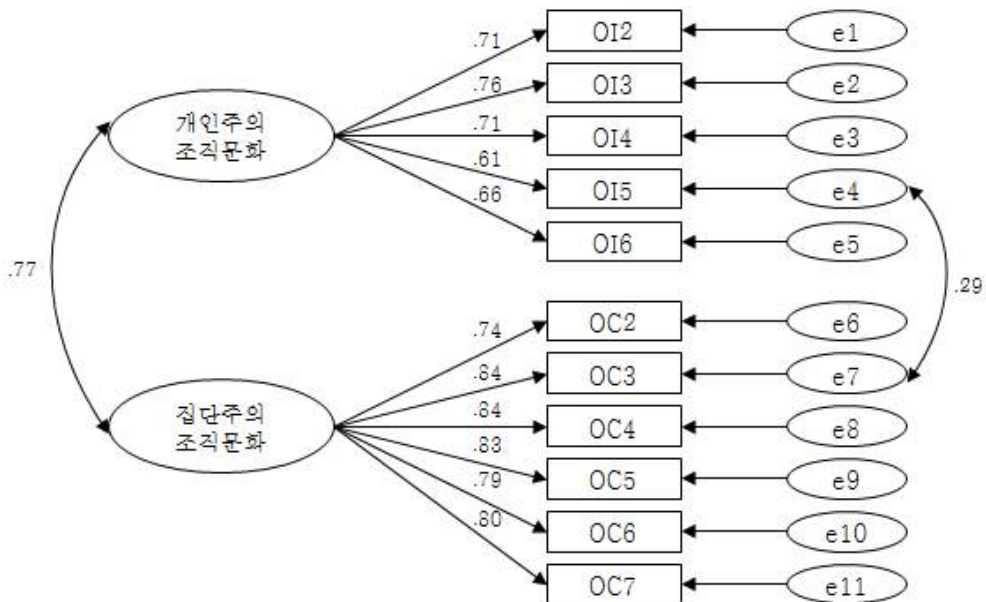 .71
OI2
e1
.76
OI3
e2
개인주의
조직문화
.71
OI4
e3
.61
OI5
e4
.66
OI6
e5
.77
.29
.74
OC2
e6
.84
OC3
e7
.84
OC4
e8
집단주의
조직문화
.83
OC5
e9
.79
OC6
e10
.80
OC7
e11